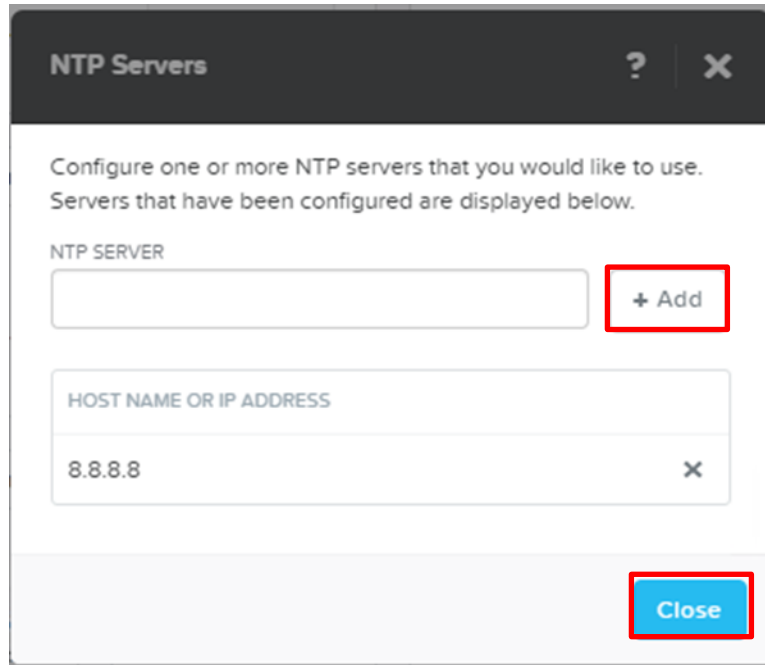 NTP Servers
?
Configure one or more NTP servers that you would like to use.
Servers that have been configured are displayed below.
NTP SERVER
+ Add
HOST NAME OR IP ADDRESS
8.8.8.8
Close